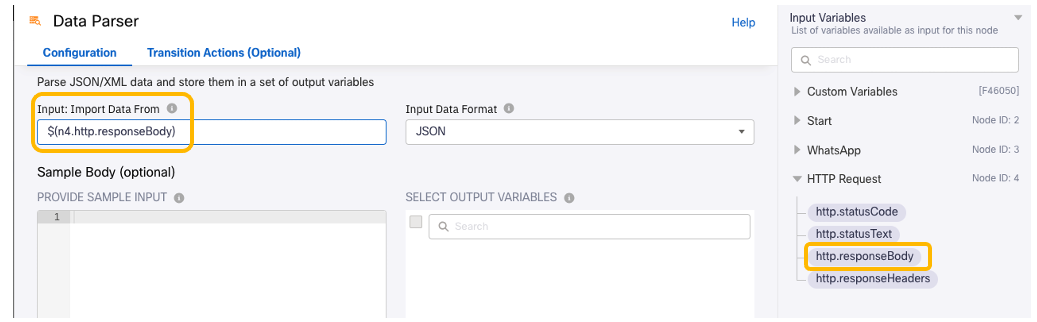 Data Parser
Help
Configuration
Transition Actions (Optional)
Parse JSON/XML data and store them in a set of output variables
Input: Import Data From
$(n4.http.responseBody)
Input Data Format
JSON
Sample Body (optional)
PROVIDE SAMPLE INPUT
1
SELECT OUTPUT VARIABLES
Search
Input Variables
List of variables available as input for this node
Search
Custom Variables [F46050]
Start Node ID: 2
WhatsApp Node ID: 3
HTTP Request Node ID: 4
http.statusCode
http.statusText
http.responseBody
http.responseHeaders